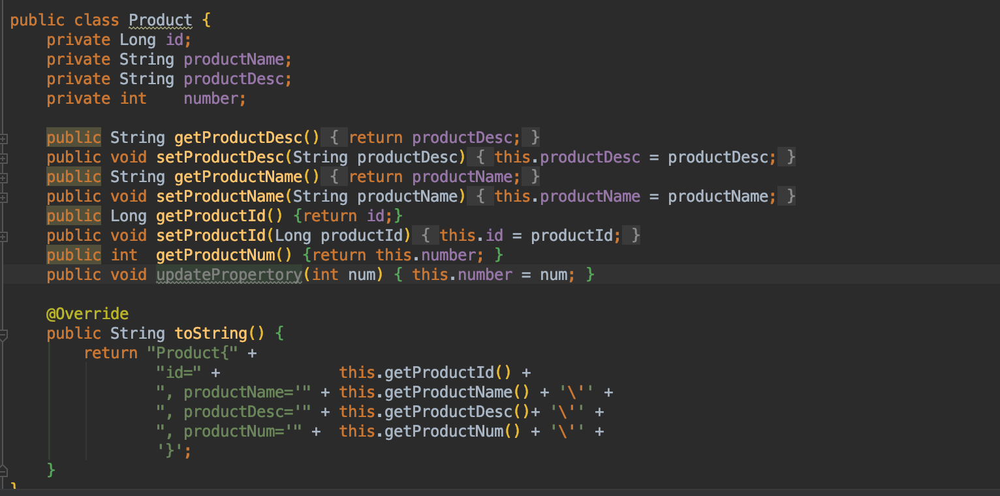 public class Product {
    private Long id;
    private String productName;
    private String productDesc;
    private int    number;

    public String getProductDesc() { return productDesc; }
    public void setProductDesc(String productDesc) { this.productDesc = productDesc; }
    public String getProductName() { return productName; }
    public void setProductName(String productName) { this.productName = productName; }
    public Long getProductId() {return id;}
    public void setProductId(Long productId) { this.id = productId; }
    public int  getProductNum() {return this.number; }
    public void updatePropertory(int num) { this.number = num; }

    @Override
    public String toString() {
        return "Product{" +
                "id=" +             this.getProductId() +
                ", productName='" + this.getProductName() + '\'' +
                ", productDesc='" + this.getProductDesc()+ '\'' +
                ", productNum='" +  this.getProductNum() + '\'' +
                '}';
    }
}